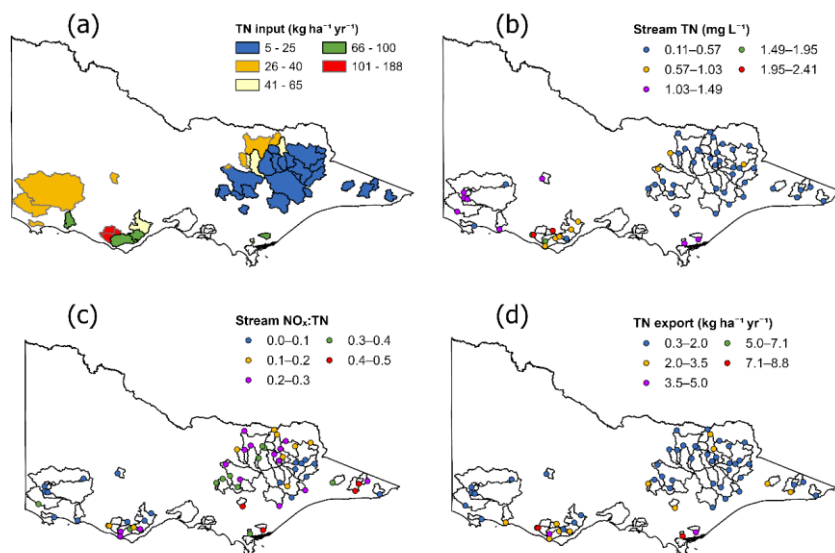 (a)
TN input (kg ha⁻¹ yr⁻¹)
5 - 25
66 - 100
26 - 40
101 - 188
41 - 65
(b)
Stream TN (mg L⁻¹)
0.11–0.57
1.49–1.95
0.57–1.03
1.95–2.41
1.03–1.49
(c)
Stream NOₓ:TN
0.0–0.1
0.3–0.4
0.1–0.2
0.4–0.5
0.2–0.3
(d)
TN export (kg ha⁻¹ yr⁻¹)
0.3–2.0
5.0–7.1
2.0–3.5
7.1–8.8
3.5–5.0